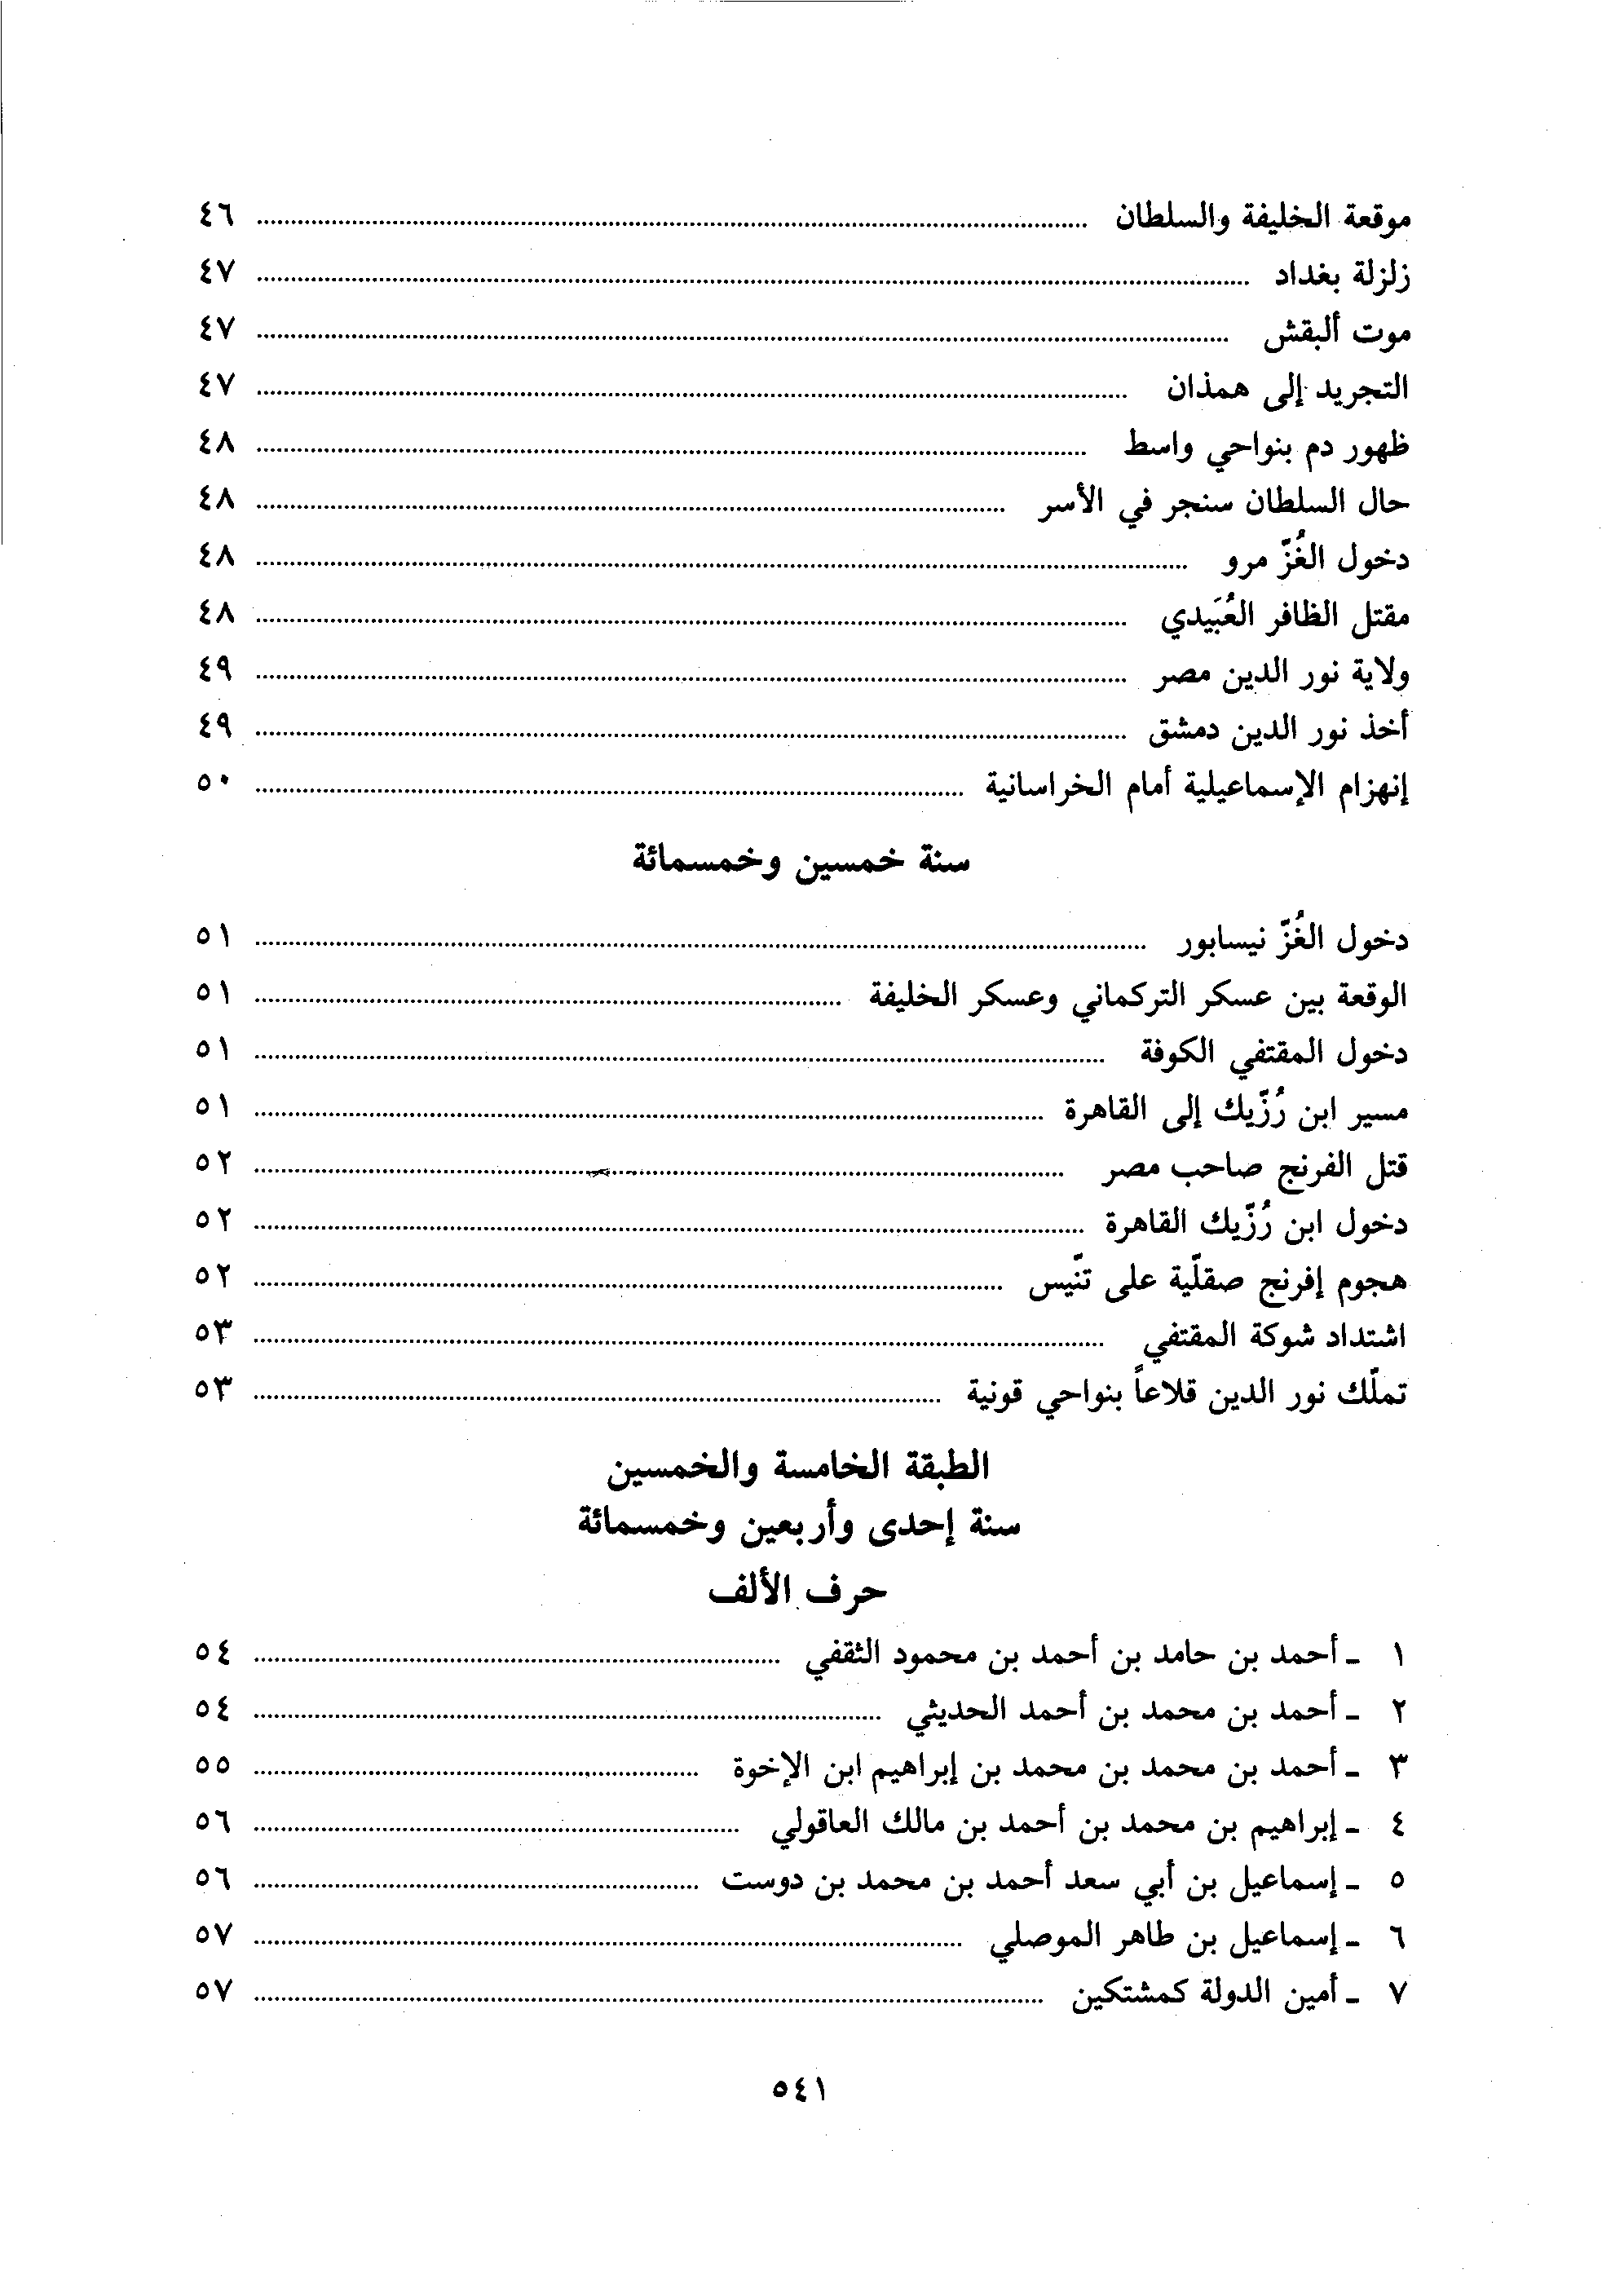 موقعة الخليفة والسلطان ........ ٤٦
زلزلة بغداد ........ ٤٧
موت ألبقش ........ ٤٧
التجريد إلى همذان ........ ٤٧
ظهور دم بنواحي واسط ........ ٤٨
حال السلطان سنجر في الأسر ........ ٤٨
دخول الغُزّ مرو ........ ٤٨
مقتل الظافر العُبَيدي ........ ٤٨
ولاية نور الدين مصر ........ ٤٩
أخذ نور الدين دمشق ........ ٤٩
إنهزام الإسماعيلية أمام الخراسانية ........ ٥٠
سنة خمسين وخمسمائة
دخول الغُزّ نيسابور ........ ٥١
الوقعة بين عسكر التركماني وعسكر الخليفة ........ ٥١
دخول المقتفي الكوفة ........ ٥١
مسير ابن رُزّيك إلى القاهرة ........ ٥١
قتل الفرنج صاحب مصر ........ ٥٢
دخول ابن رُزّيك القاهرة ........ ٥٢
هجوم إفرنج صقلّية على تنّيس ........ ٥٢
اشتداد شوكة المقتفي ........ ٥٣
تملّك نور الدين قلاعاً بنواحي قونية ........ ٥٣
الطبقة الخامسة والخمسين
سنة إحدى وأربعين وخمسمائة
حرف الألف
١ - أحمد بن حامد بن أحمد بن محمود الثقفي ........ ٥٤
٢ - أحمد بن محمد بن أحمد الحديثي ........ ٥٤
٣ - أحمد بن محمد بن محمد بن إبراهيم ابن الإخوة ........ ٥٥
٤ - إبراهيم بن محمد بن أحمد بن مالك العاقولي ........ ٥٦
٥ - إسماعيل بن أبي سعد أحمد بن محمد بن دوست ........ ٥٦
٦ - إسماعيل بن طاهر الموصلي ........ ٥٧
٧ - أمين الدولة كمشتكين ........ ٥٧
٥٤١